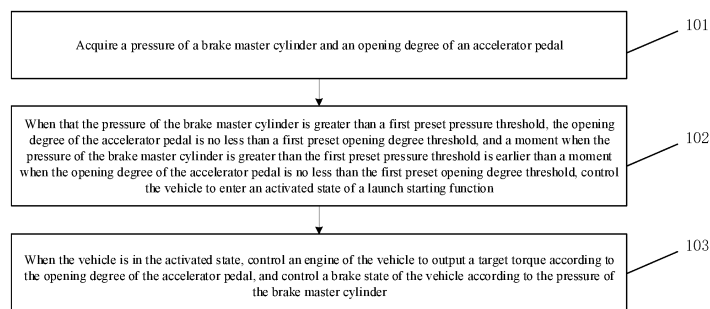 101
Acquire a pressure of a brake master cylinder and an opening degree of an accelerator pedal
When that the pressure of the brake master cylinder is greater than a first preset pressure threshold, the opening
degree of the accelerator pedal is no less than a first preset opening degree threshold, and a moment when the
pressure of the brake master cylinder is greater than the first preset pressure threshold is earlier than a moment
when the opening degree of the accelerator pedal is no less than the first preset opening degree threshold, control
the vehicle to enter an activated state of a launch starting function
102
When the vehicle is in the activated state, control an engine of the vehicle to output a target torque according to
the opening degree of the accelerator pedal, and control a brake state of the vehicle according to the pressure of
the brake master cylinder
103